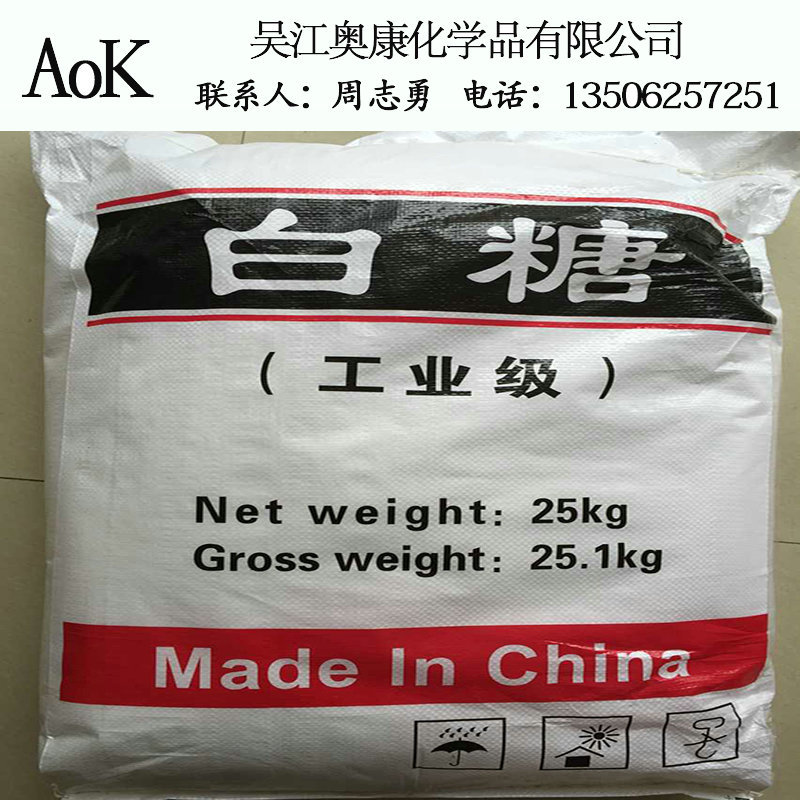 AoK
吴江奥康化学品有限公司
联系人：周志勇 电话：13506257251
白糖
（工业级）
Net weight: 25kg
Gross weight: 25.1kg
Made In China